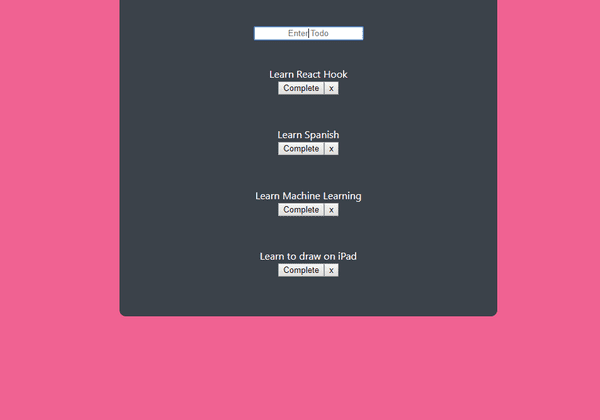 Enter Todo
Learn React Hook
Complete x
Learn Spanish
Complete x
Learn Machine Learning
Complete x
Learn to draw on iPad
Complete x